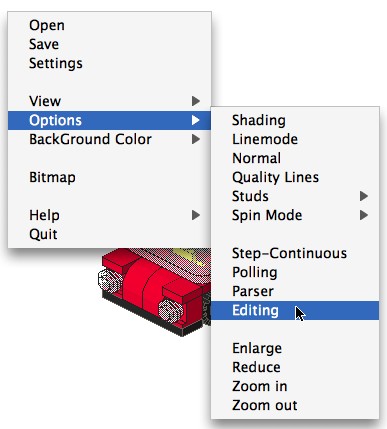 Open
Save
Settings
View
Options
BackGround Color
Bitmap
Help
Quit
Shading
Linemode
Normal
Quality Lines
Studs
Spin Mode
Step-Continuous
Polling
Parser
Editing
Enlarge
Reduce
Zoom in
Zoom out